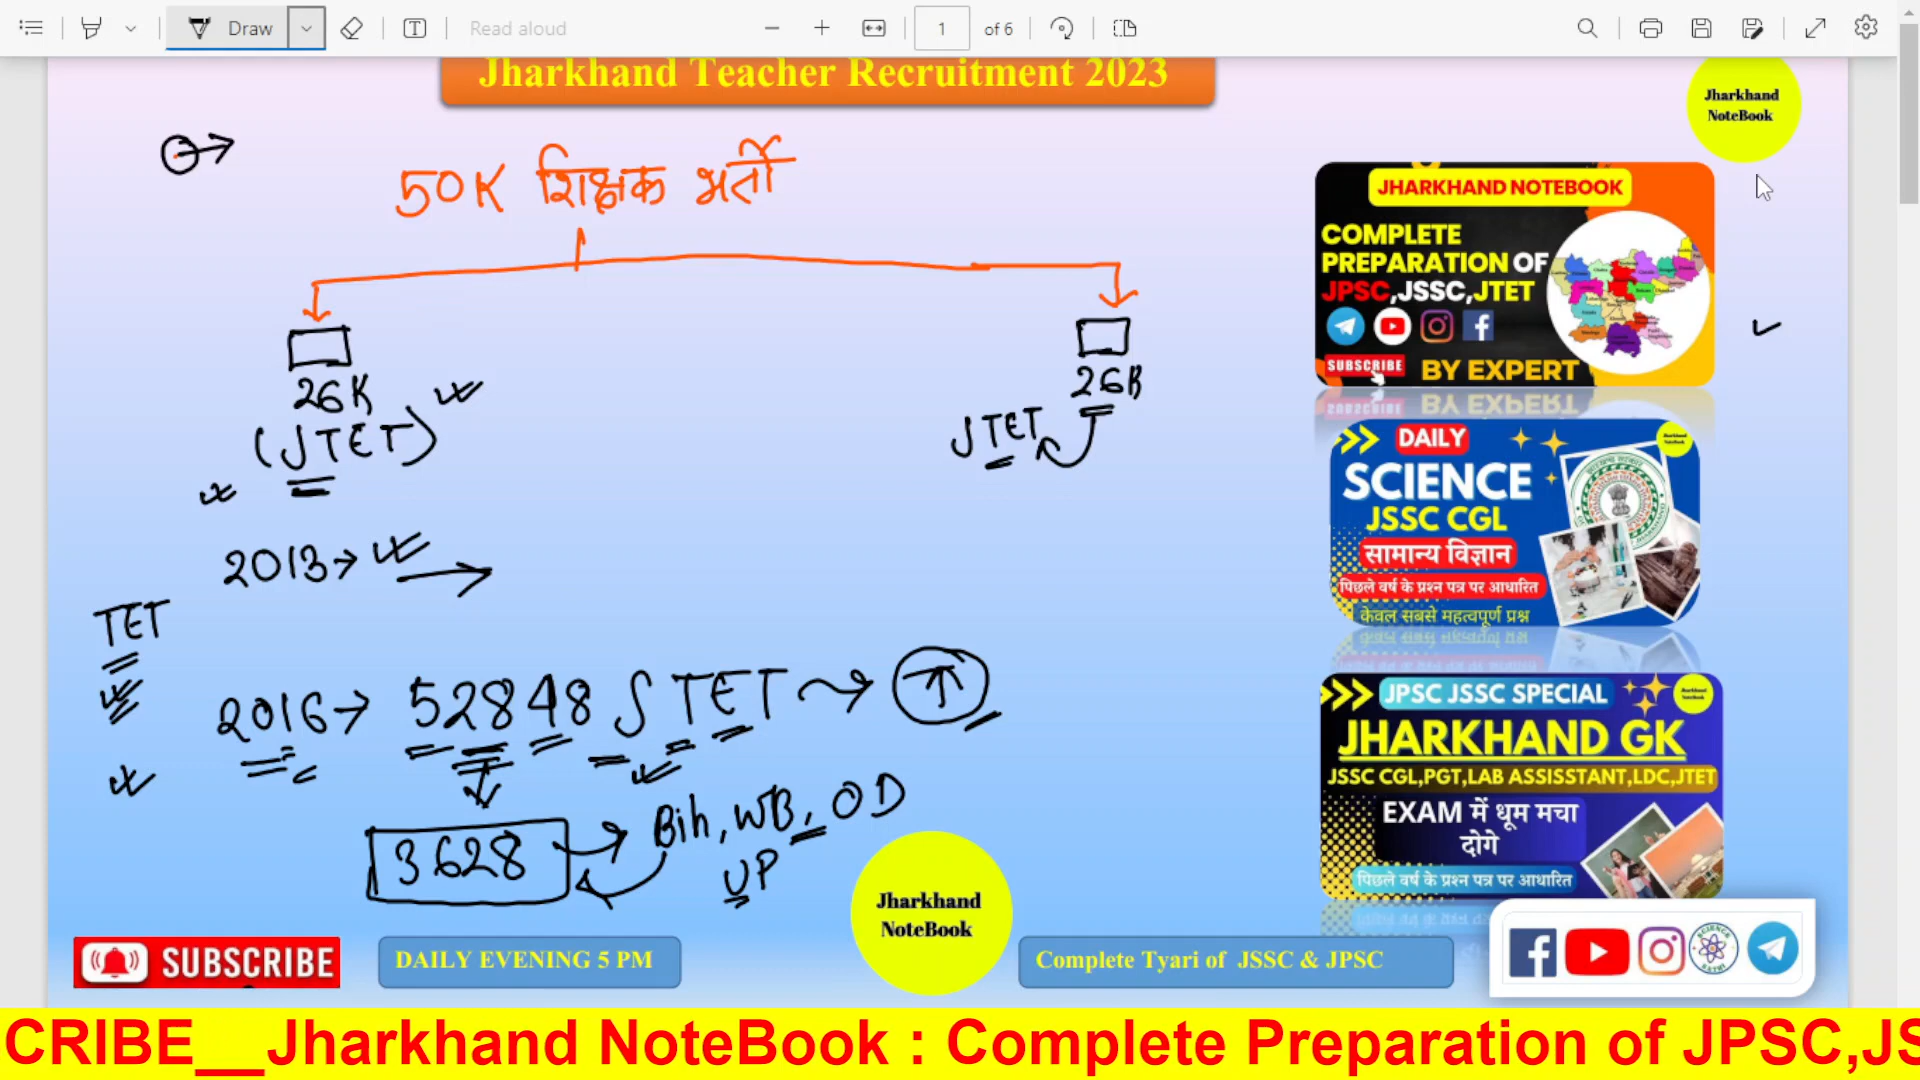 Draw
Read aloud
1 of 6
Jharkhand Teacher Recruitment 2023
Jharkhand
NoteBook
50K शिक्षक भर्ती
26K
(JTET)
26K
JTET
2013→
TET
2016→ 52848 JTET
3628
Bih, WB, OD
UP
JHARKHAND NOTEBOOK
COMPLETE
PREPARATION OF
JPSC,JSSC,JTET
SUBSCRIBE
BY EXPERT
DAILY
SCIENCE
JSSC CGL
सामान्य विज्ञान
पिछले वर्ष के प्रश्न पत्र पर आधारित
केवल सबसे महत्वपूर्ण प्रश्न
JPSC JSSC SPECIAL
JHARKHAND GK
JSSC CGL,PGT,LAB ASSISSTANT,LDC,JTET
EXAM में धूम मचा
दोगे
पिछले वर्ष के प्रश्न पत्र पर आधारित
Jharkhand
NoteBook
SUBSCRIBE
DAILY EVENING 5 PM
Complete Tyari of JSSC & JPSC
CRIBE__Jharkhand NoteBook : Complete Preparation of JPSC,JS